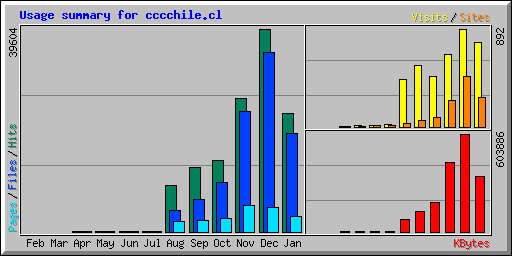 Usage summary for cccchile.cl
Visits / Sites
39604
892
Pages / Files / Hits
603886
Feb Mar Apr May Jun Jul Aug Sep Oct Nov Dec Jan
KBytes